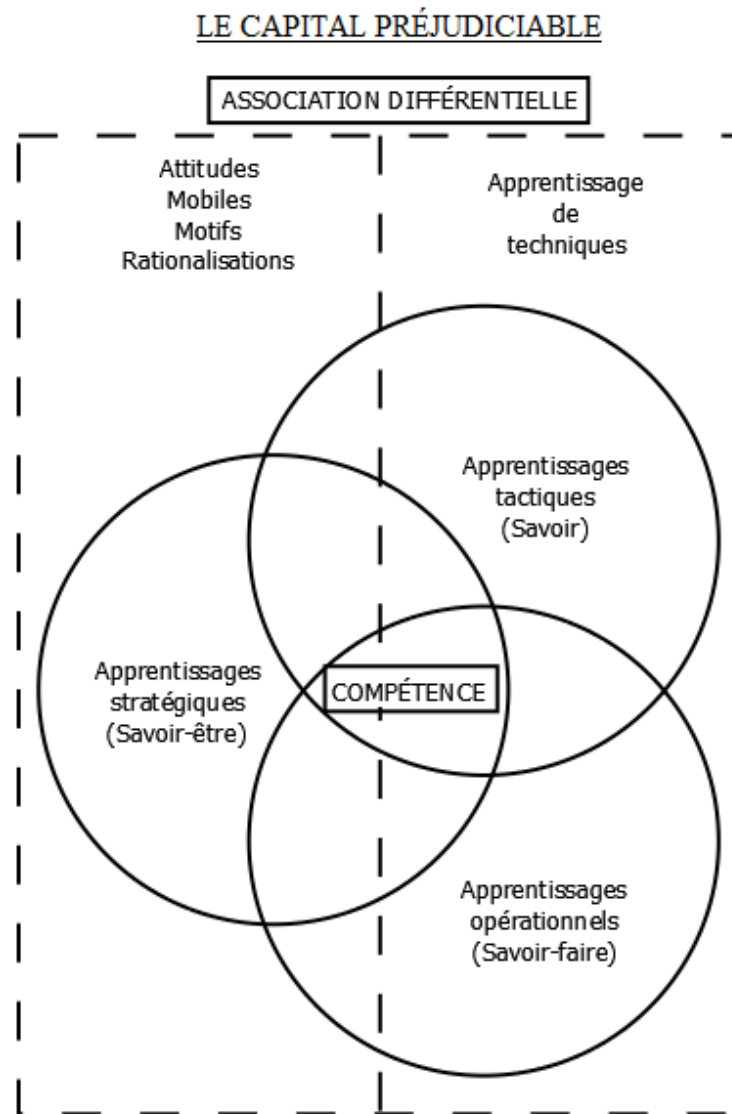 LE CAPITAL PRÉJUDICIABLE
ASSOCIATION DIFFÉRENTIELLE
Attitudes
Mobiles
Motifs
Rationalisations
Apprentissage
de
techniques
Apprentissages
tactiques
(Savoir)
Apprentissages
stratégiques
(Savoir-être)
COMPÉTENCE
Apprentissages
opérationnels
(Savoir-faire)